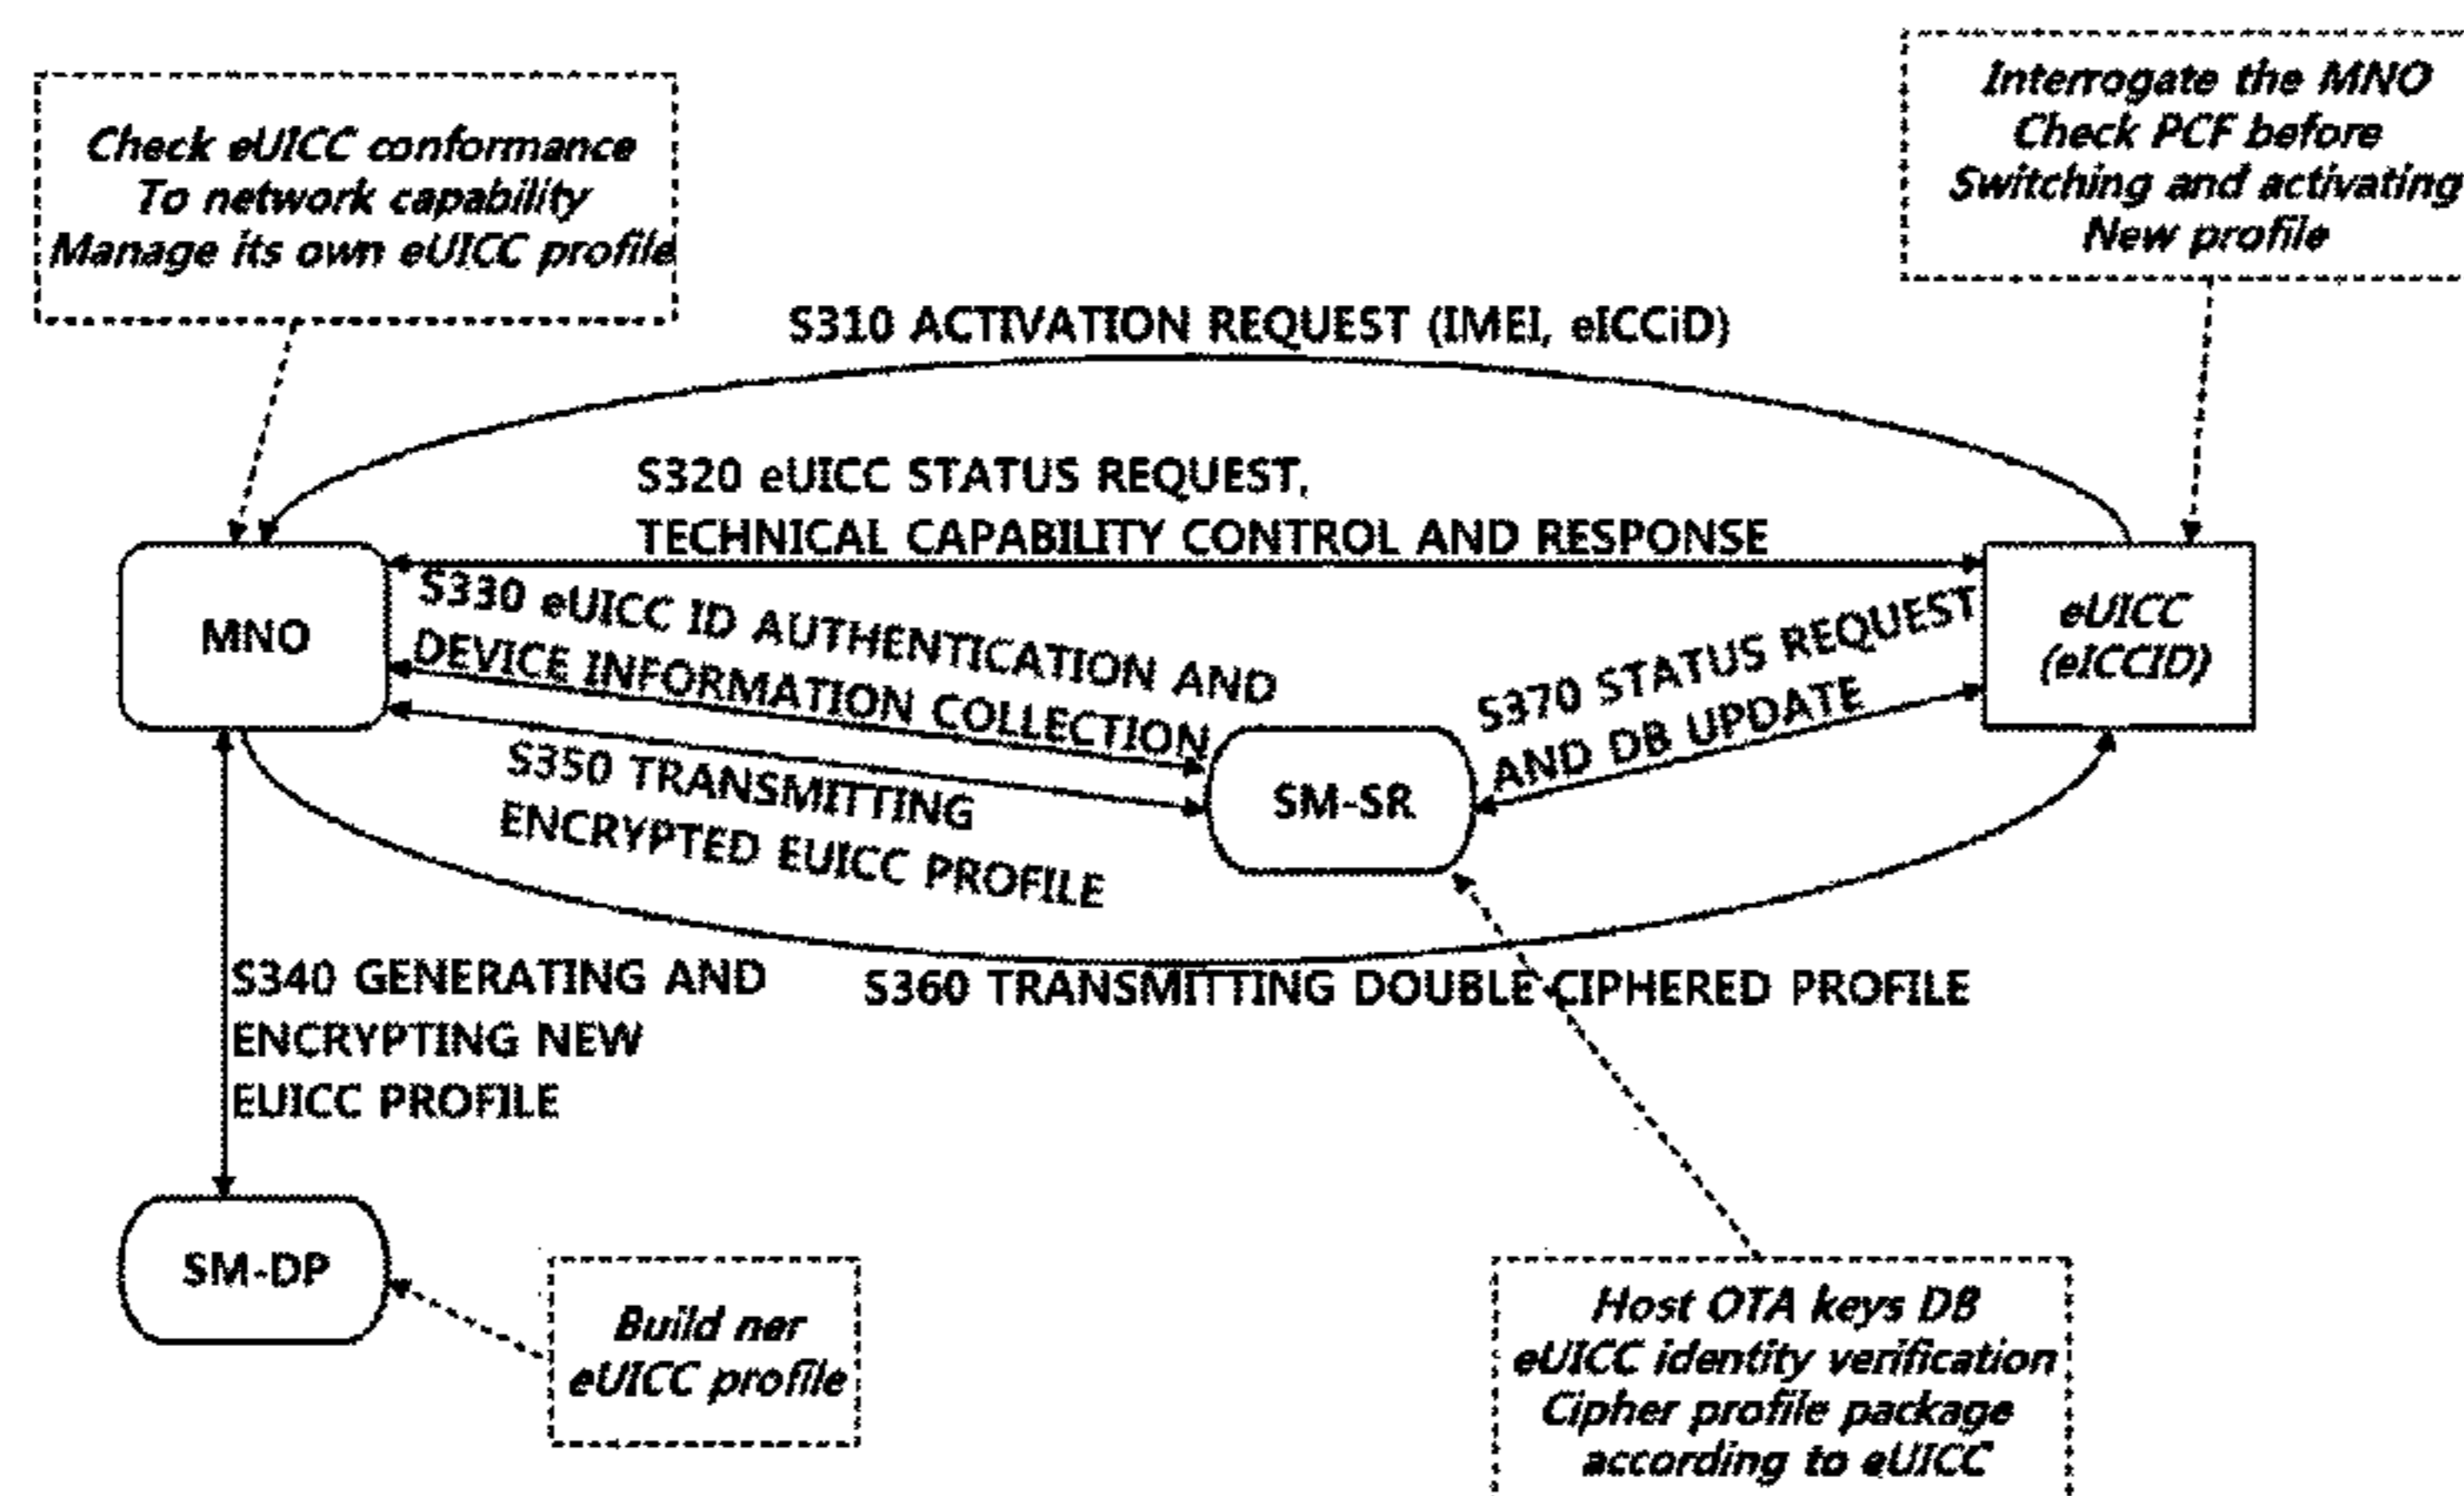 Check eUICC conformance
To network capability
Manage its own eUICC profile
Interrogate the MNO
Check PCF before
Switching and activating
New profile
S310 ACTIVATION REQUEST (IMEI, eICCiD)
S320 eUICC STATUS REQUEST,
TECHNICAL CAPABILITY CONTROL AND RESPONSE
MNO
S330 eUICC ID AUTHENTICATION AND
DEVICE INFORMATION COLLECTION
eUICC
(eICCID)
S370 STATUS REQUEST
AND DB UPDATE
S350 TRANSMITTING
ENCRYPTED EUICC PROFILE
SM-SR
S340 GENERATING AND
ENCRYPTING NEW
EUICC PROFILE
S360 TRANSMITTING DOUBLE CIPHERED PROFILE
SM-DP
Build ner
eUICC profile
Host OTA keys DB
eUICC identity verification
Cipher profile package
according to eUICC